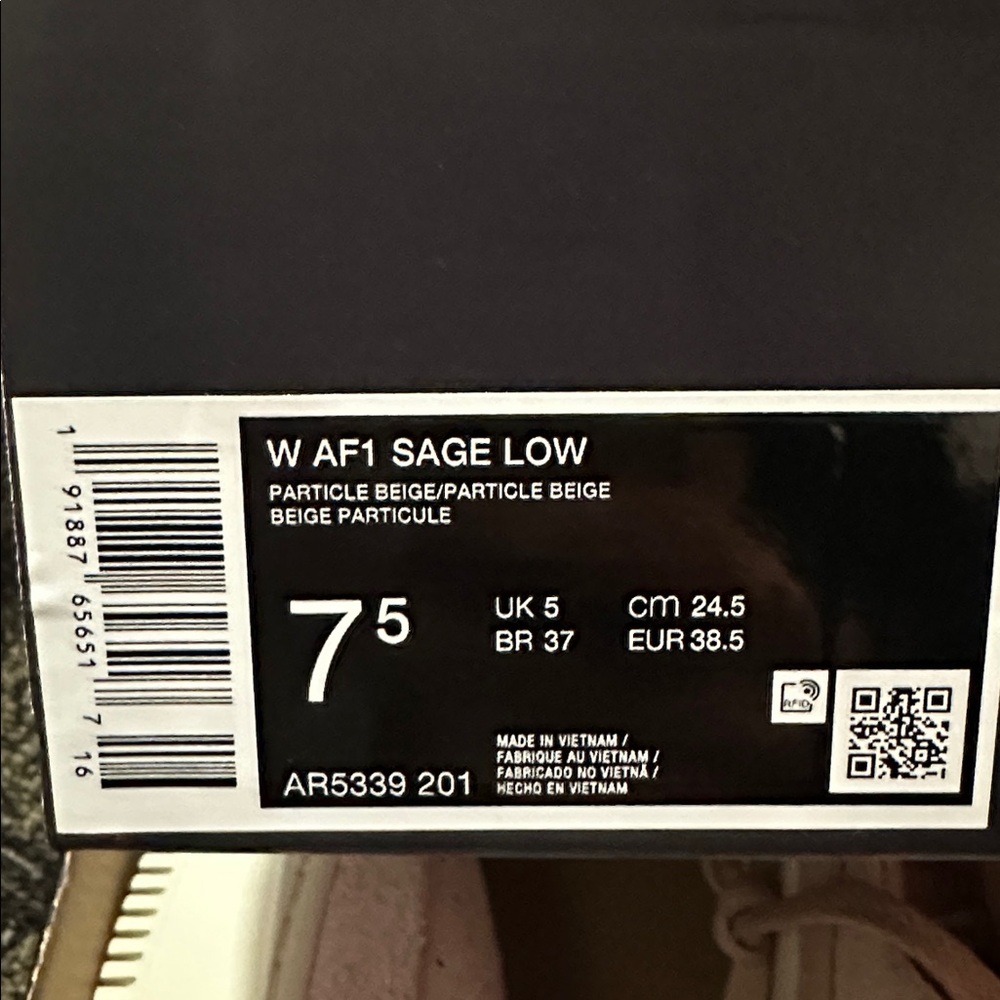 1 91887 65651 7 16
W AF1 SAGE LOW
PARTICLE BEIGE/PARTICLE BEIGE
BEIGE PARTICULE
7 5
UK 5 cm 24.5
BR 37 EUR 38.5
RFID
AR5339 201
MADE IN VIETNAM /
FABRIQUE AU VIETNAM /
FABRICADO NO VIETNÃ /
HECHO EN VIETNAM